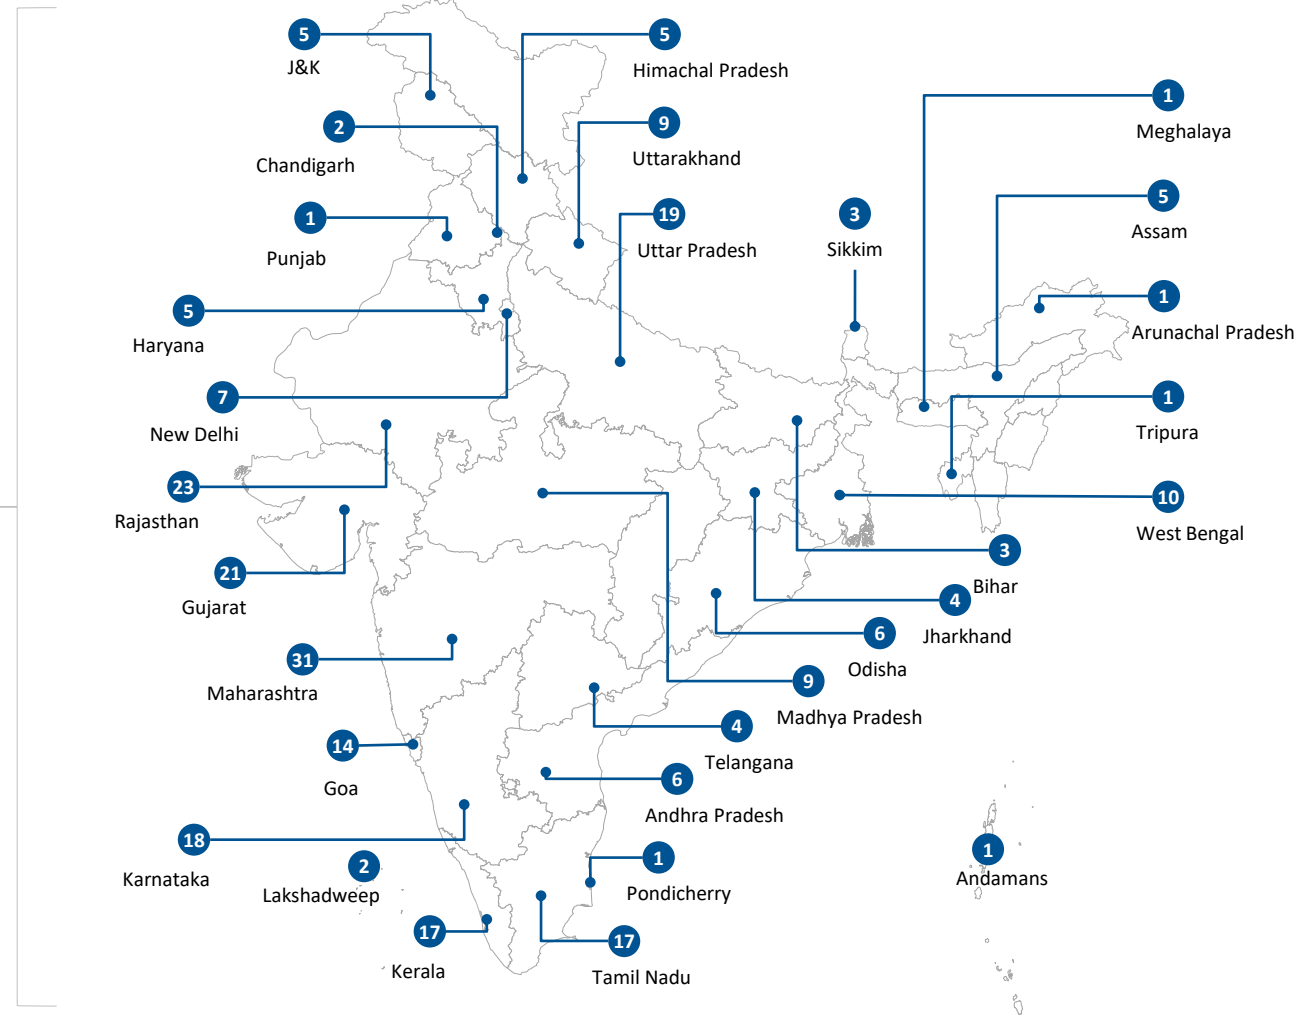 5
J&K
5
Himachal Pradesh
1
Meghalaya
2
Chandigarh
9
Uttarakhand
5
Assam
1
Punjab
19
Uttar Pradesh
3
Sikkim
1
Arunachal Pradesh
5
Haryana
7
New Delhi
1
Tripura
23
Rajasthan
10
West Bengal
21
Gujarat
3
Bihar
4
Jharkhand
6
Odisha
31
Maharashtra
9
Madhya Pradesh
4
Telangana
14
Goa
6
Andhra Pradesh
18
Karnataka
2
Lakshadweep
1
Pondicherry
1
Andamans
17
Kerala
17
Tamil Nadu